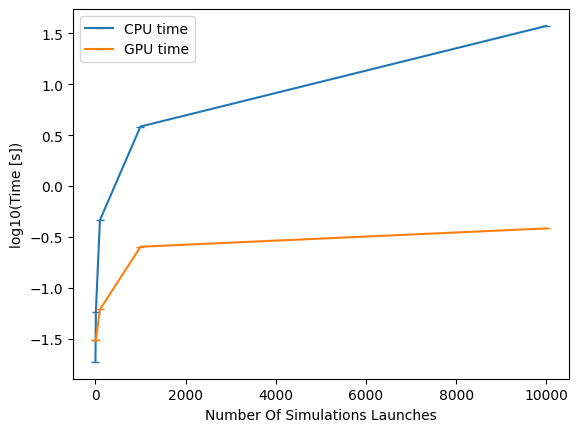 CPU time
GPU time
1.5
1.0
0.5
0.0
−0.5
−1.0
−1.5
log10(Time [s])
0 2000 4000 6000 8000 10000
Number Of Simulations Launches